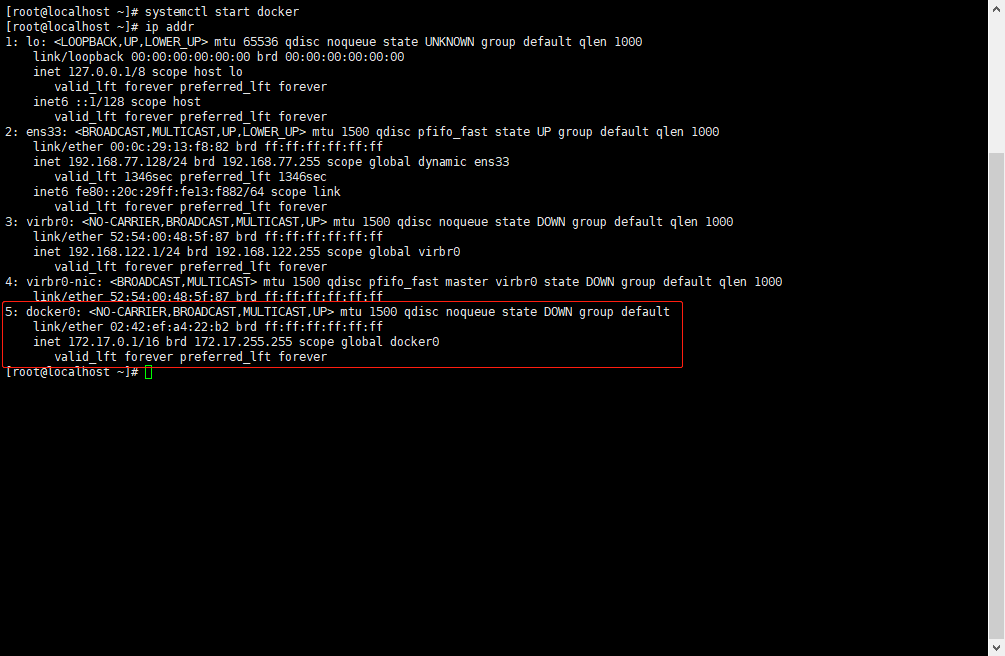 [root@localhost ~]# systemctl start docker
[root@localhost ~]# ip addr
1: lo: <LOOPBACK,UP,LOWER_UP> mtu 65536 qdisc noqueue state UNKNOWN group default qlen 1000
    link/loopback 00:00:00:00:00:00 brd 00:00:00:00:00:00
    inet 127.0.0.1/8 scope host lo
       valid_lft forever preferred_lft forever
    inet6 ::1/128 scope host
       valid_lft forever preferred_lft forever
2: ens33: <BROADCAST,MULTICAST,UP,LOWER_UP> mtu 1500 qdisc pfifo_fast state UP group default qlen 1000
    link/ether 00:0c:29:13:f8:82 brd ff:ff:ff:ff:ff:ff
    inet 192.168.77.128/24 brd 192.168.77.255 scope global dynamic ens33
       valid_lft 1346sec preferred_lft 1346sec
    inet6 fe80::20c:29ff:fe13:f882/64 scope link
       valid_lft forever preferred_lft forever
3: virbr0: <NO-CARRIER,BROADCAST,MULTICAST,UP> mtu 1500 qdisc noqueue state DOWN group default qlen 1000
    link/ether 52:54:00:48:5f:87 brd ff:ff:ff:ff:ff:ff
    inet 192.168.122.1/24 brd 192.168.122.255 scope global virbr0
       valid_lft forever preferred_lft forever
4: virbr0-nic: <BROADCAST,MULTICAST> mtu 1500 qdisc pfifo_fast master virbr0 state DOWN group default qlen 1000
    link/ether 52:54:00:48:5f:87 brd ff:ff:ff:ff:ff:ff
5: docker0: <NO-CARRIER,BROADCAST,MULTICAST,UP> mtu 1500 qdisc noqueue state DOWN group default
    link/ether 02:42:ef:a4:22:b2 brd ff:ff:ff:ff:ff:ff
    inet 172.17.0.1/16 brd 172.17.255.255 scope global docker0
       valid_lft forever preferred_lft forever
[root@localhost ~]#